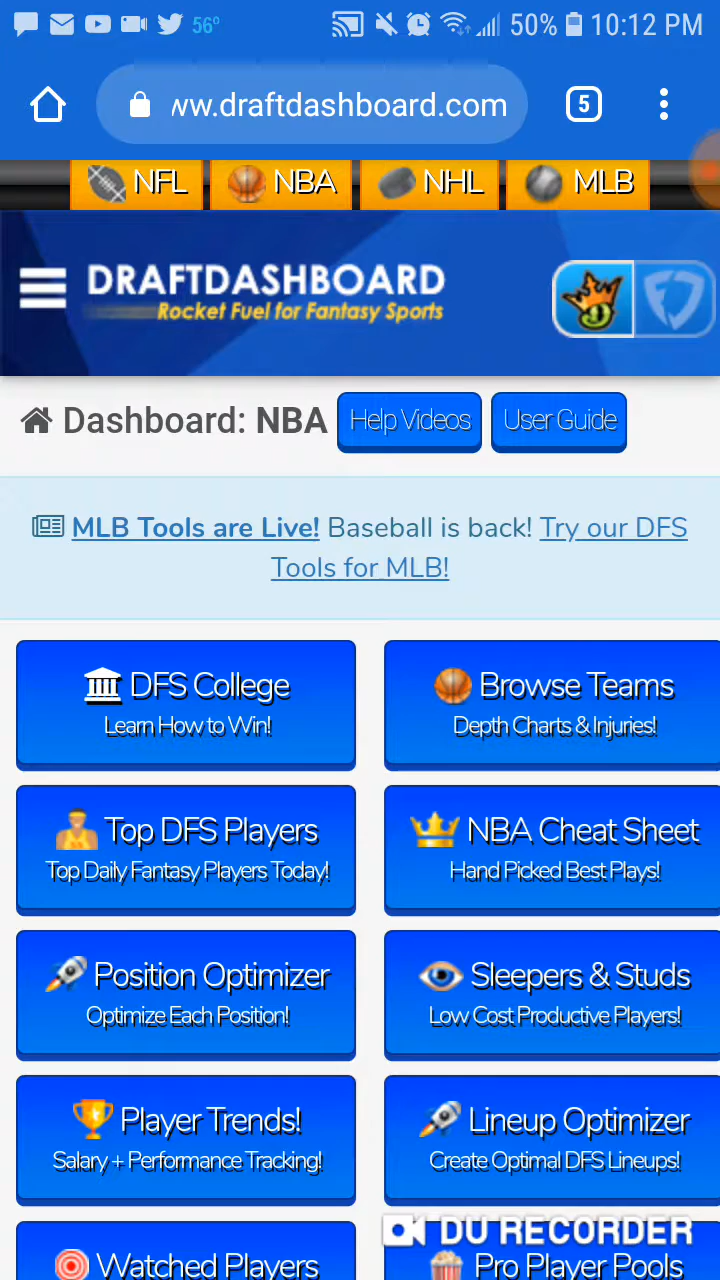 56° 50% 10:12 PM
ww.draftdashboard.com 5
NFL NBA NHL MLB
DRAFTDASHBOARD
Rocket Fuel for Fantasy Sports
Dashboard: NBA Help Videos User Guide
MLB Tools are Live! Baseball is back! Try our DFS
Tools for MLB!
DFS College
Learn How to Win!
Browse Teams
Depth Charts & Injuries!
Top DFS Players
Top Daily Fantasy Players Today!
NBA Cheat Sheet
Hand Picked Best Plays!
Position Optimizer
Optimize Each Position!
Sleepers & Studs
Low Cost Productive Players!
Player Trends!
Salary + Performance Tracking!
Lineup Optimizer
Create Optimal DFS Lineups!
DU RECORDER
Watched Players
Pro Player Pools